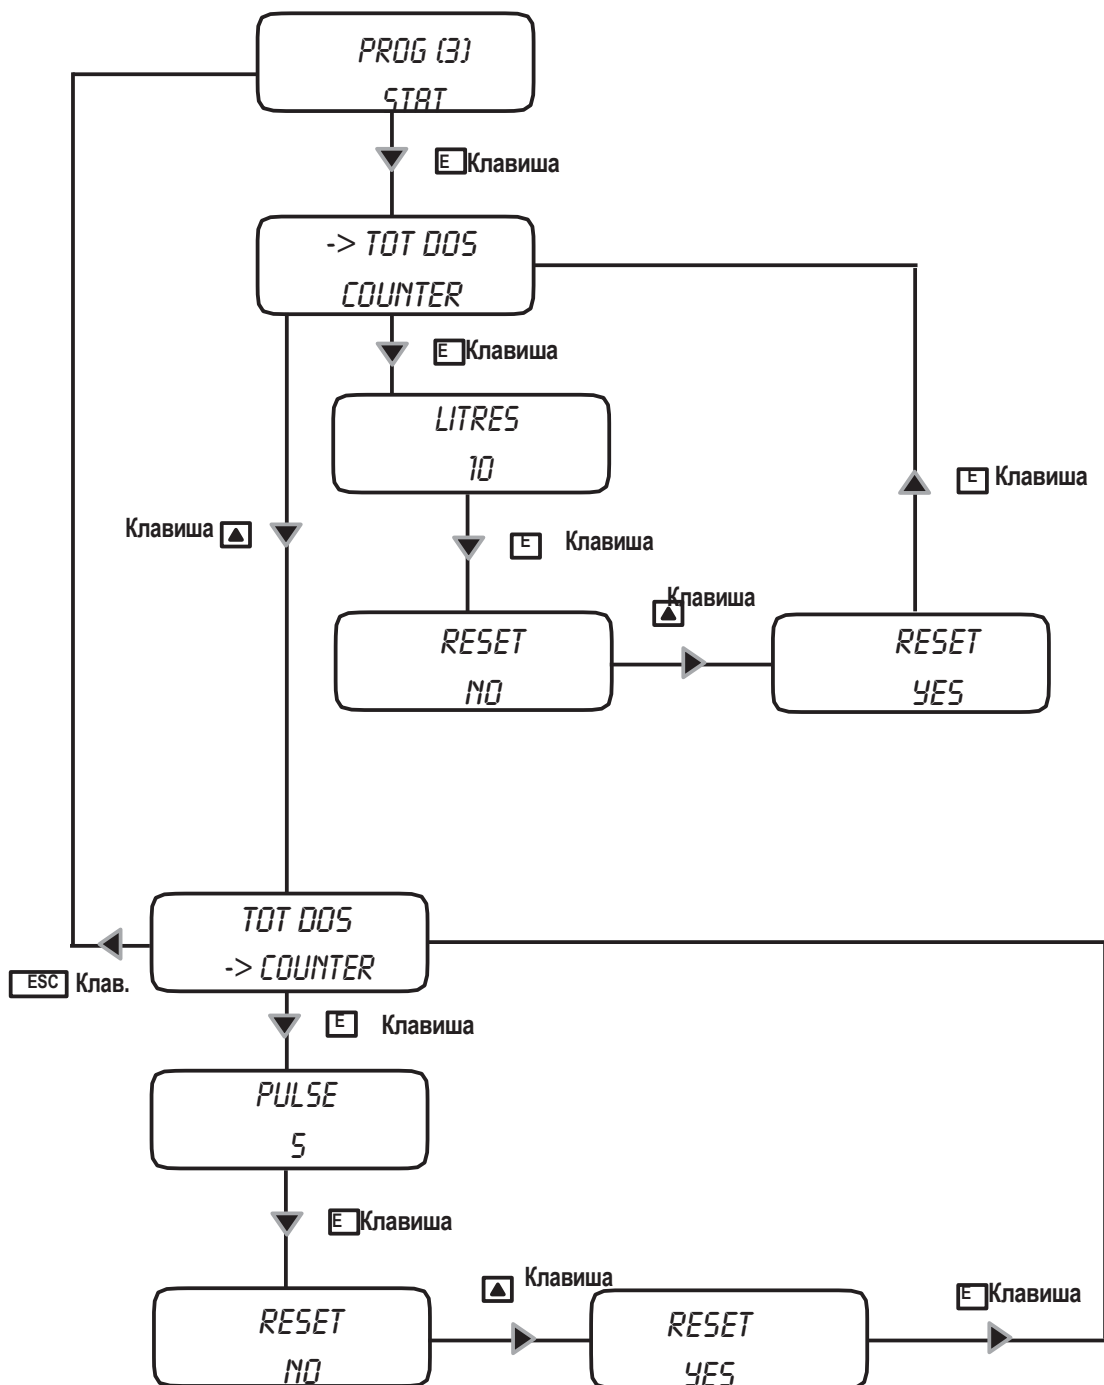 PROG (3)
STAT
E Клавиша
-> TOT DOS
COUNTER
E Клавиша
LITRES
10
E Клавиша
Клавиша
E Клавиша
Клавиша
RESET
NO
RESET
YES
TOT DOS
-> COUNTER
ESC Клав.
E Клавиша
PULSE
5
E Клавиша
Клавиша
E Клавиша
RESET
NO
RESET
YES